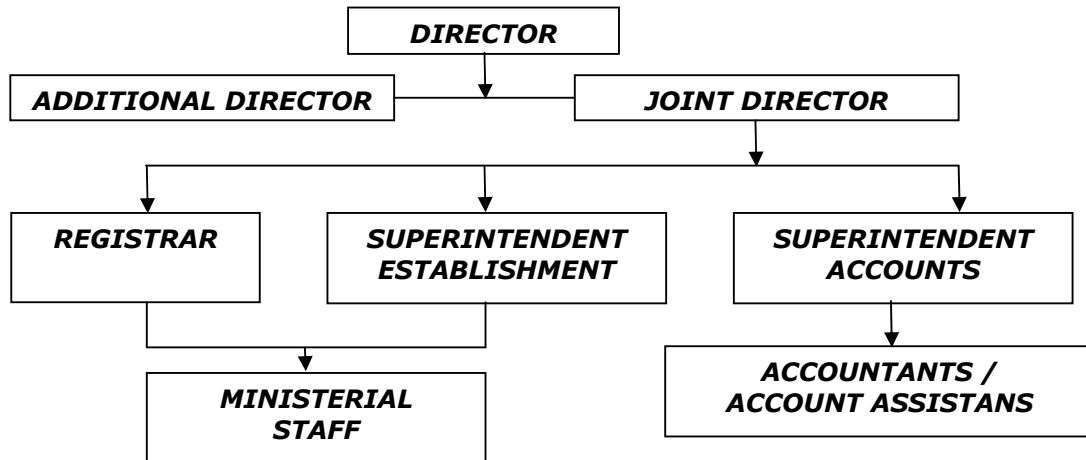 DIRECTOR
ADDITIONAL DIRECTOR
JOINT DIRECTOR
REGISTRAR
SUPERINTENDENT
ESTABLISHMENT
SUPERINTENDENT
ACCOUNTS
MINISTERIAL
STAFF
ACCOUNTANTS /
ACCOUNT ASSISTANS